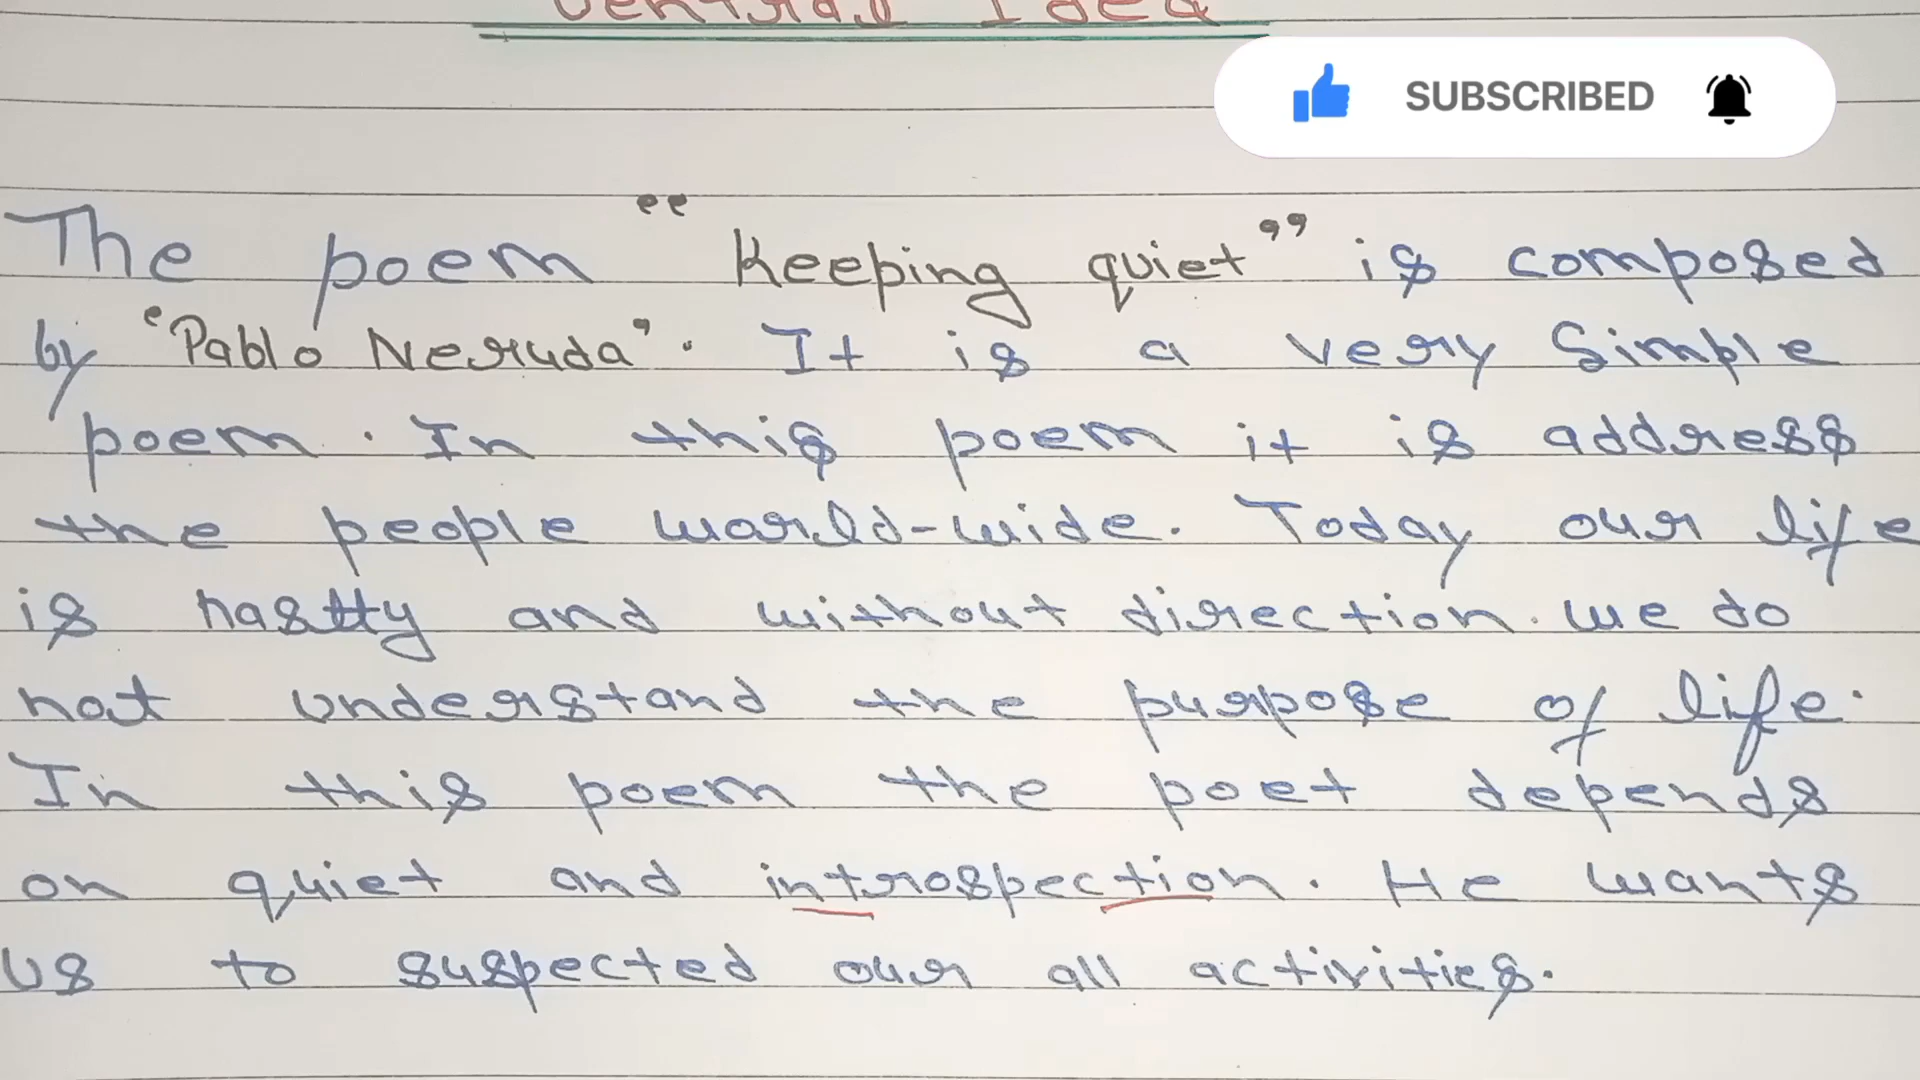 Central Idea
SUBSCRIBED
The poem “Keeping quiet” is composed
by ‘Pablo Neruda’. It is a very Simple
poem. In this poem it is address
the people world-wide. Today our life
is hastty and without direction. we do
not understand the purpose of life.
In this poem the poet depends
on quiet and introspection. He wants
us to suspected our all activities.